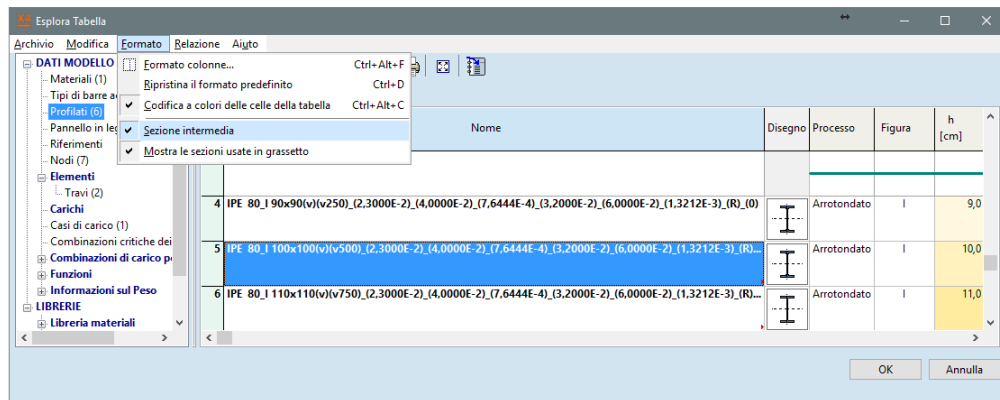 Esplora Tabella
Archivio Modifica Formato Relazione Aiuto
Formato colonne... Ctrl+Alt+F
Ripristina il formato predefinito Ctrl+D
Codifica a colori delle celle della tabella Ctrl+Alt+C
Sezione intermedia
Mostra le sezioni usate in grassetto
DATI MODELLO
Materiali (1)
Tipi di barre a
Profilati (6)
Pannello in leg
Riferimenti
Nodi (7)
Elementi
Travi (2)
Carichi
Casi di carico (1)
Combinazioni critiche dei
Combinazioni di carico p
Funzioni
Informazioni sul Peso
LIBRERIE
Libreria materiali
Nome Disegno Processo Figura h [cm]
4 IPE 80_I 90x90(v)(v250)_(2,3000E-2)_(4,0000E-2)_(7,6444E-4)_(3,2000E-2)_(6,0000E-2)_(1,3212E-3)_(R)_(0) Arrotondato I 9,0
5 IPE 80_I 100x100(v)(v500)_(2,3000E-2)_(4,0000E-2)_(7,6444E-4)_(3,2000E-2)_(6,0000E-2)_(1,3212E-3)_(R)... Arrotondato I 10,0
6 IPE 80_I 110x110(v)(v750)_(2,3000E-2)_(4,0000E-2)_(7,6444E-4)_(3,2000E-2)_(6,0000E-2)_(1,3212E-3)_(R)... Arrotondato I 11,0
OK Annulla